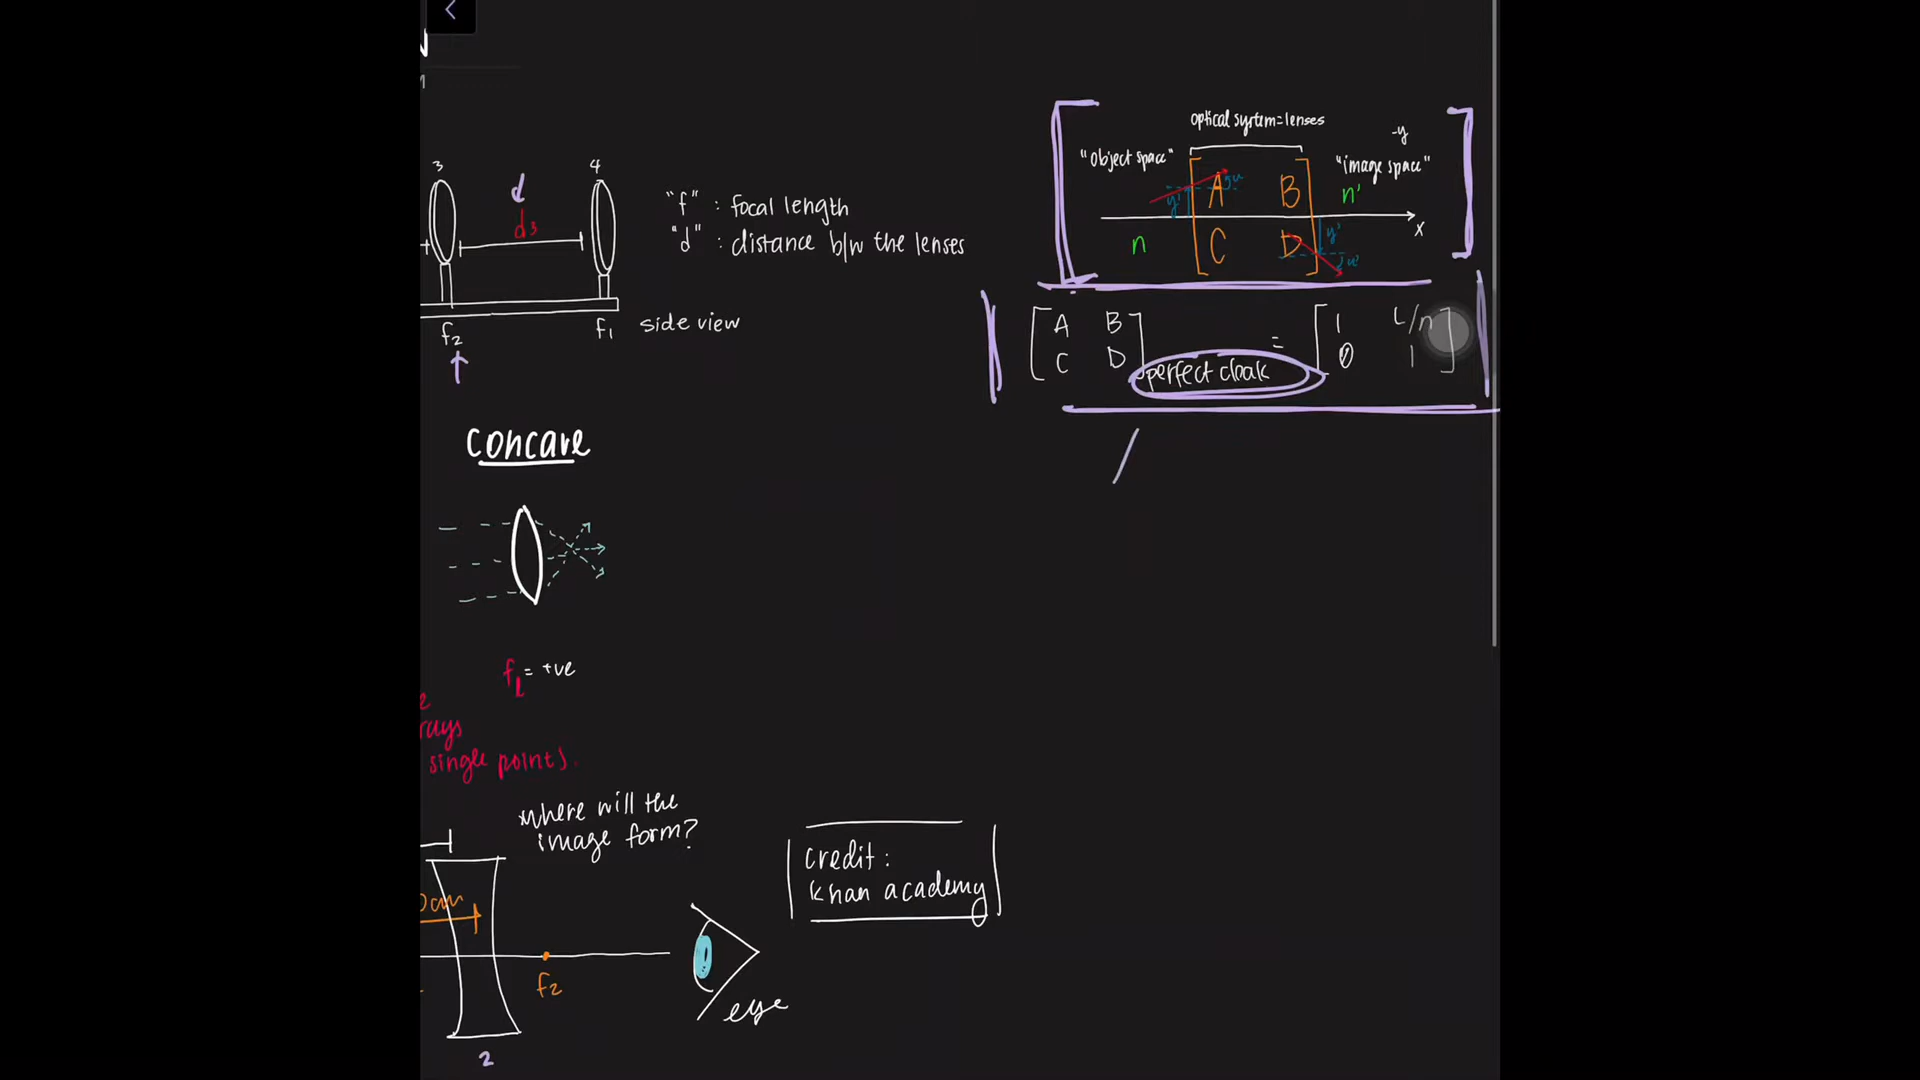 optical system=lenses
-y
"object space"
"image space"
A B
n'
y'
u
x
n
C D
y'
u'
3
4
d
d3
"f" : focal length
"d" : distance b/w the lenses
f2
f1
side view
A B
C D
perfect cloak
=
1 L/n
0 1
concave
fL = +ve
rays
single point).
where will the
image form?
credit:
khan academy
0cm
f2
eye
2